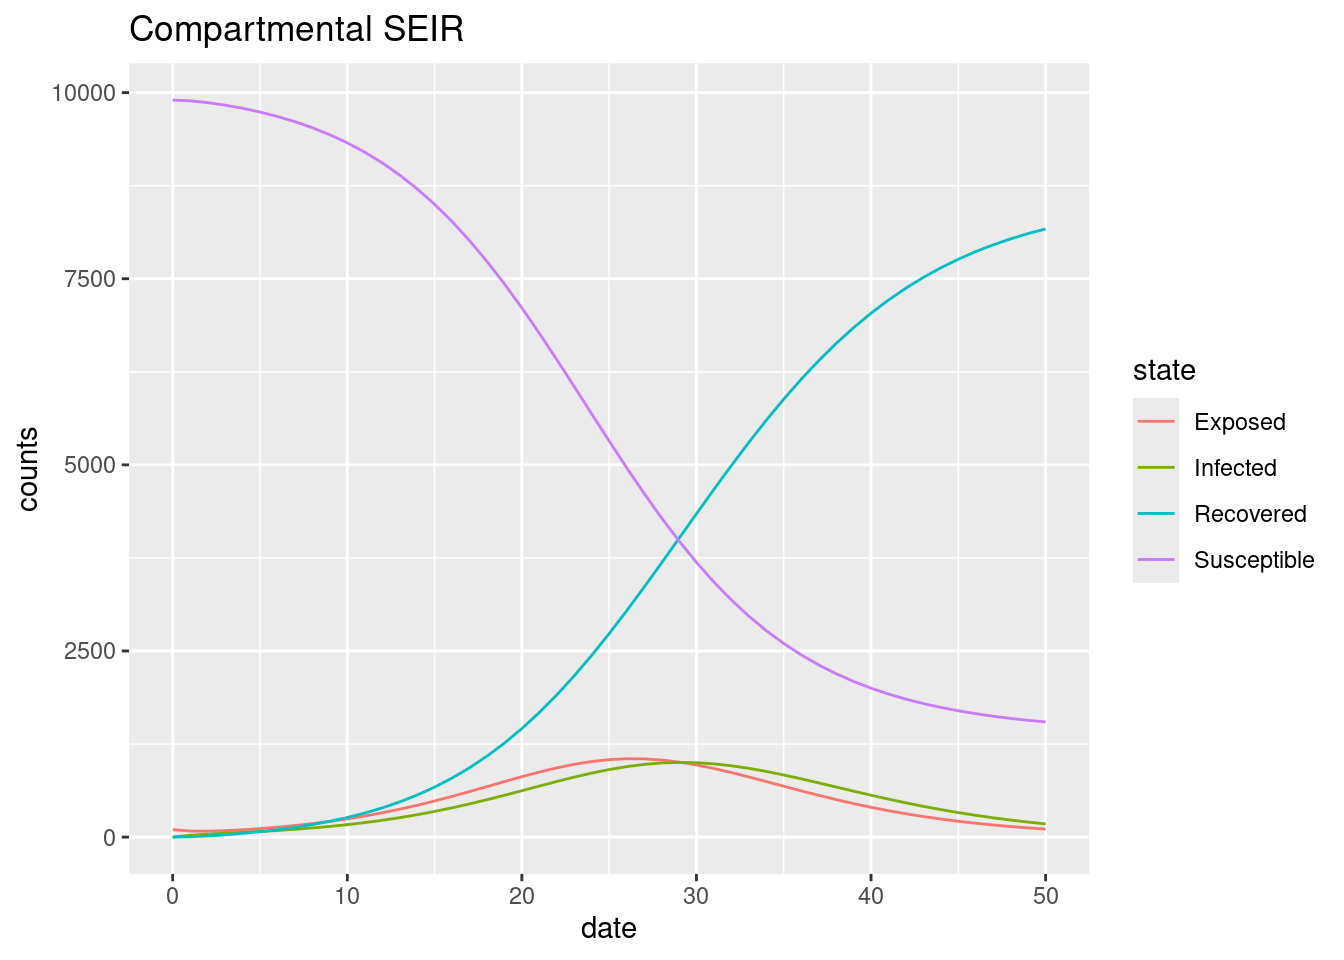 Compartmental SEIR
10000
7500
5000
2500
0
counts
0 10 20 30 40 50
date
state
Exposed
Infected
Recovered
Susceptible